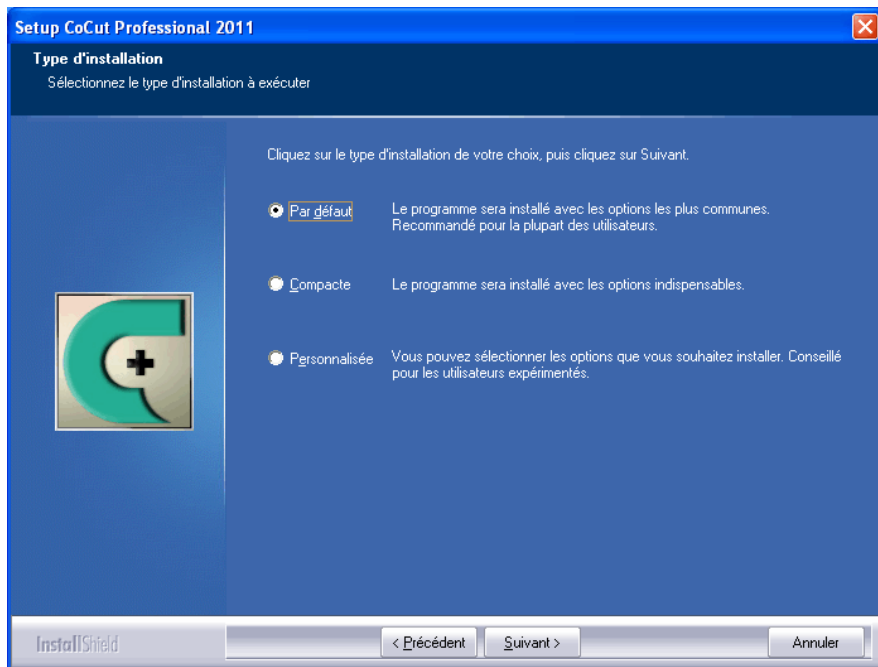 Setup CoCut Professional 2011
Type d'installation
Sélectionnez le type d'installation à exécuter
Cliquez sur le type d'installation de votre choix, puis cliquez sur Suivant.
Par défaut
Le programme sera installé avec les options les plus communes.
Recommandé pour la plupart des utilisateurs.
Compacte
Le programme sera installé avec les options indispensables.
Personnalisée
Vous pouvez sélectionner les options que vous souhaitez installer. Conseillé
pour les utilisateurs expérimentés.
InstallShield
< Précédent
Suivant >
Annuler